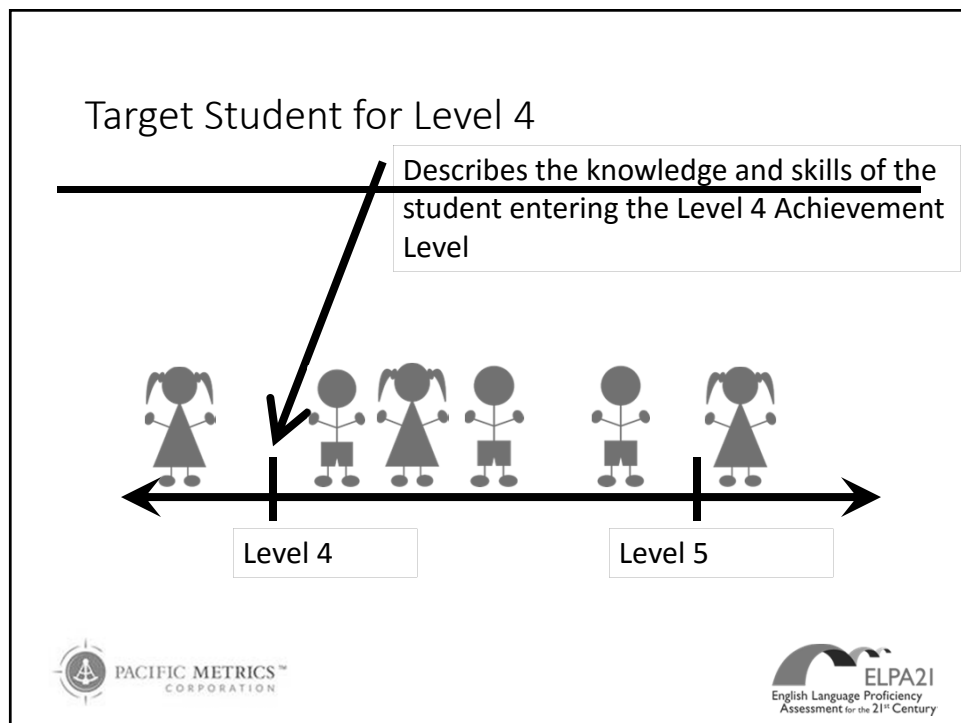 Target Student for Level 4
Describes the knowledge and skills of the
student entering the Level 4 Achievement
Level
Level 4
Level 5
PACIFIC METRICS™
CORPORATION
ELPA21
English Language Proficiency
Assessment for the 21st Century